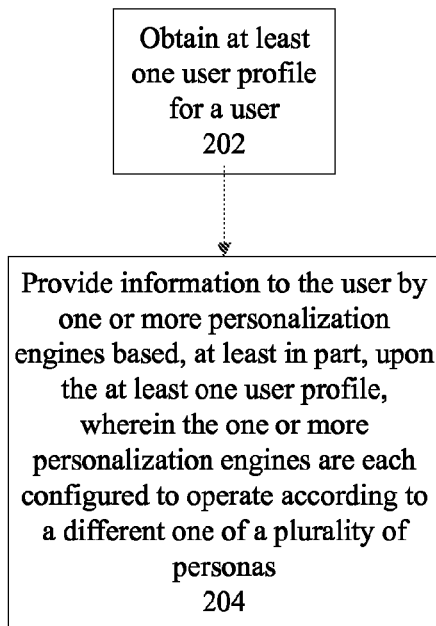 Obtain at least
one user profile
for a user
202
Provide information to the user by
one or more personalization
engines based, at least in part, upon
the at least one user profile,
wherein the one or more
personalization engines are each
configured to operate according to
a different one of a plurality of
personas
204